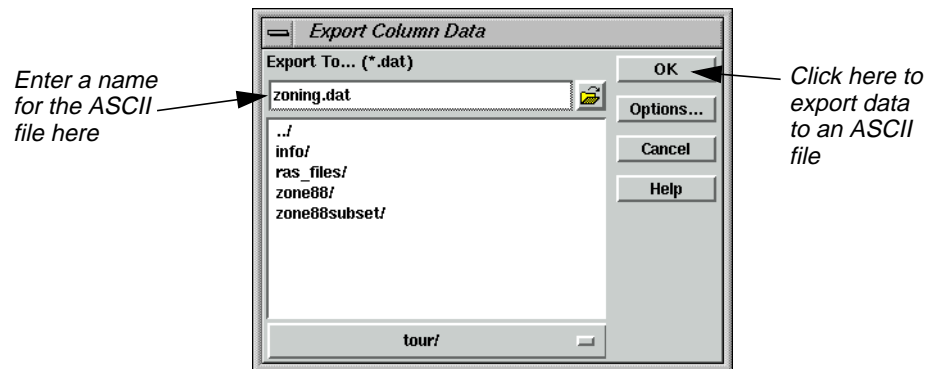 Export Column Data
Export To... (*.dat)
zoning.dat
../
info/
ras_files/
zone88/
zone88subset/
tour/
OK
Options...
Cancel
Help
Enter a name
for the ASCII
file here
Click here to
export data
to an ASCII
file